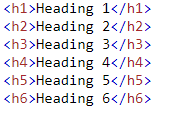 <h1>Heading 1</h1>
<h2>Heading 2</h2>
<h3>Heading 3</h3>
<h4>Heading 4</h4>
<h5>Heading 5</h5>
<h6>Heading 6</h6>